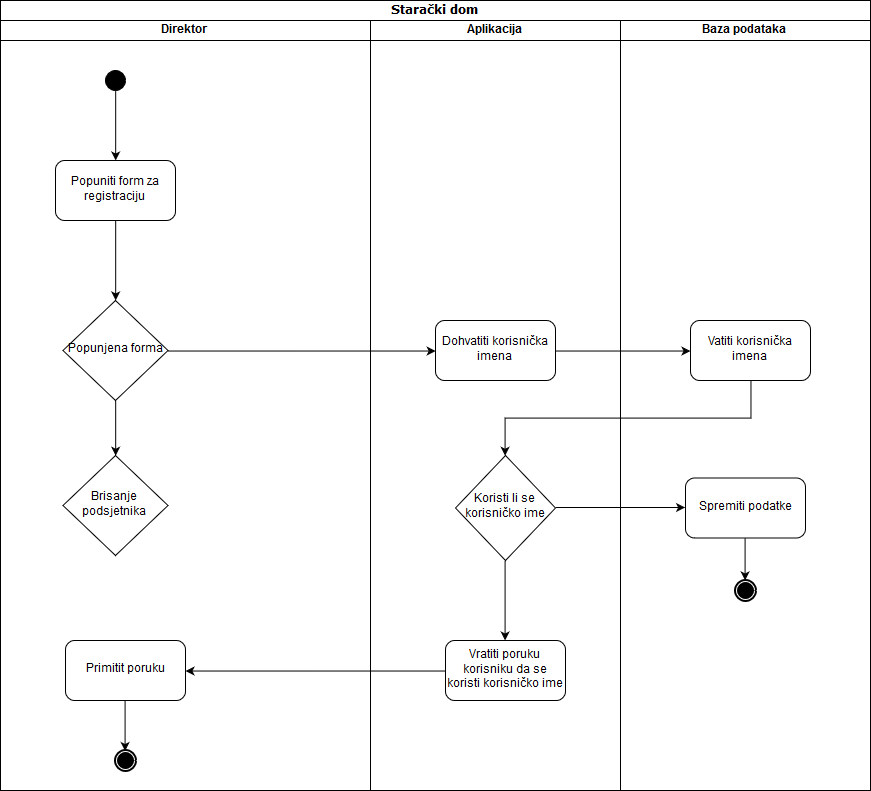 Starački dom
Direktor
Aplikacija
Baza podataka
Popuniti form za
registraciju
Popunjena forma
Dohvatiti korisnička
imena
Vatiti korisnička
imena
Brisanje
podsjetnika
Koristi li se
korisničko ime
Spremiti podatke
Primitit poruku
Vratiti poruku
korisniku da se
koristi korisničko ime